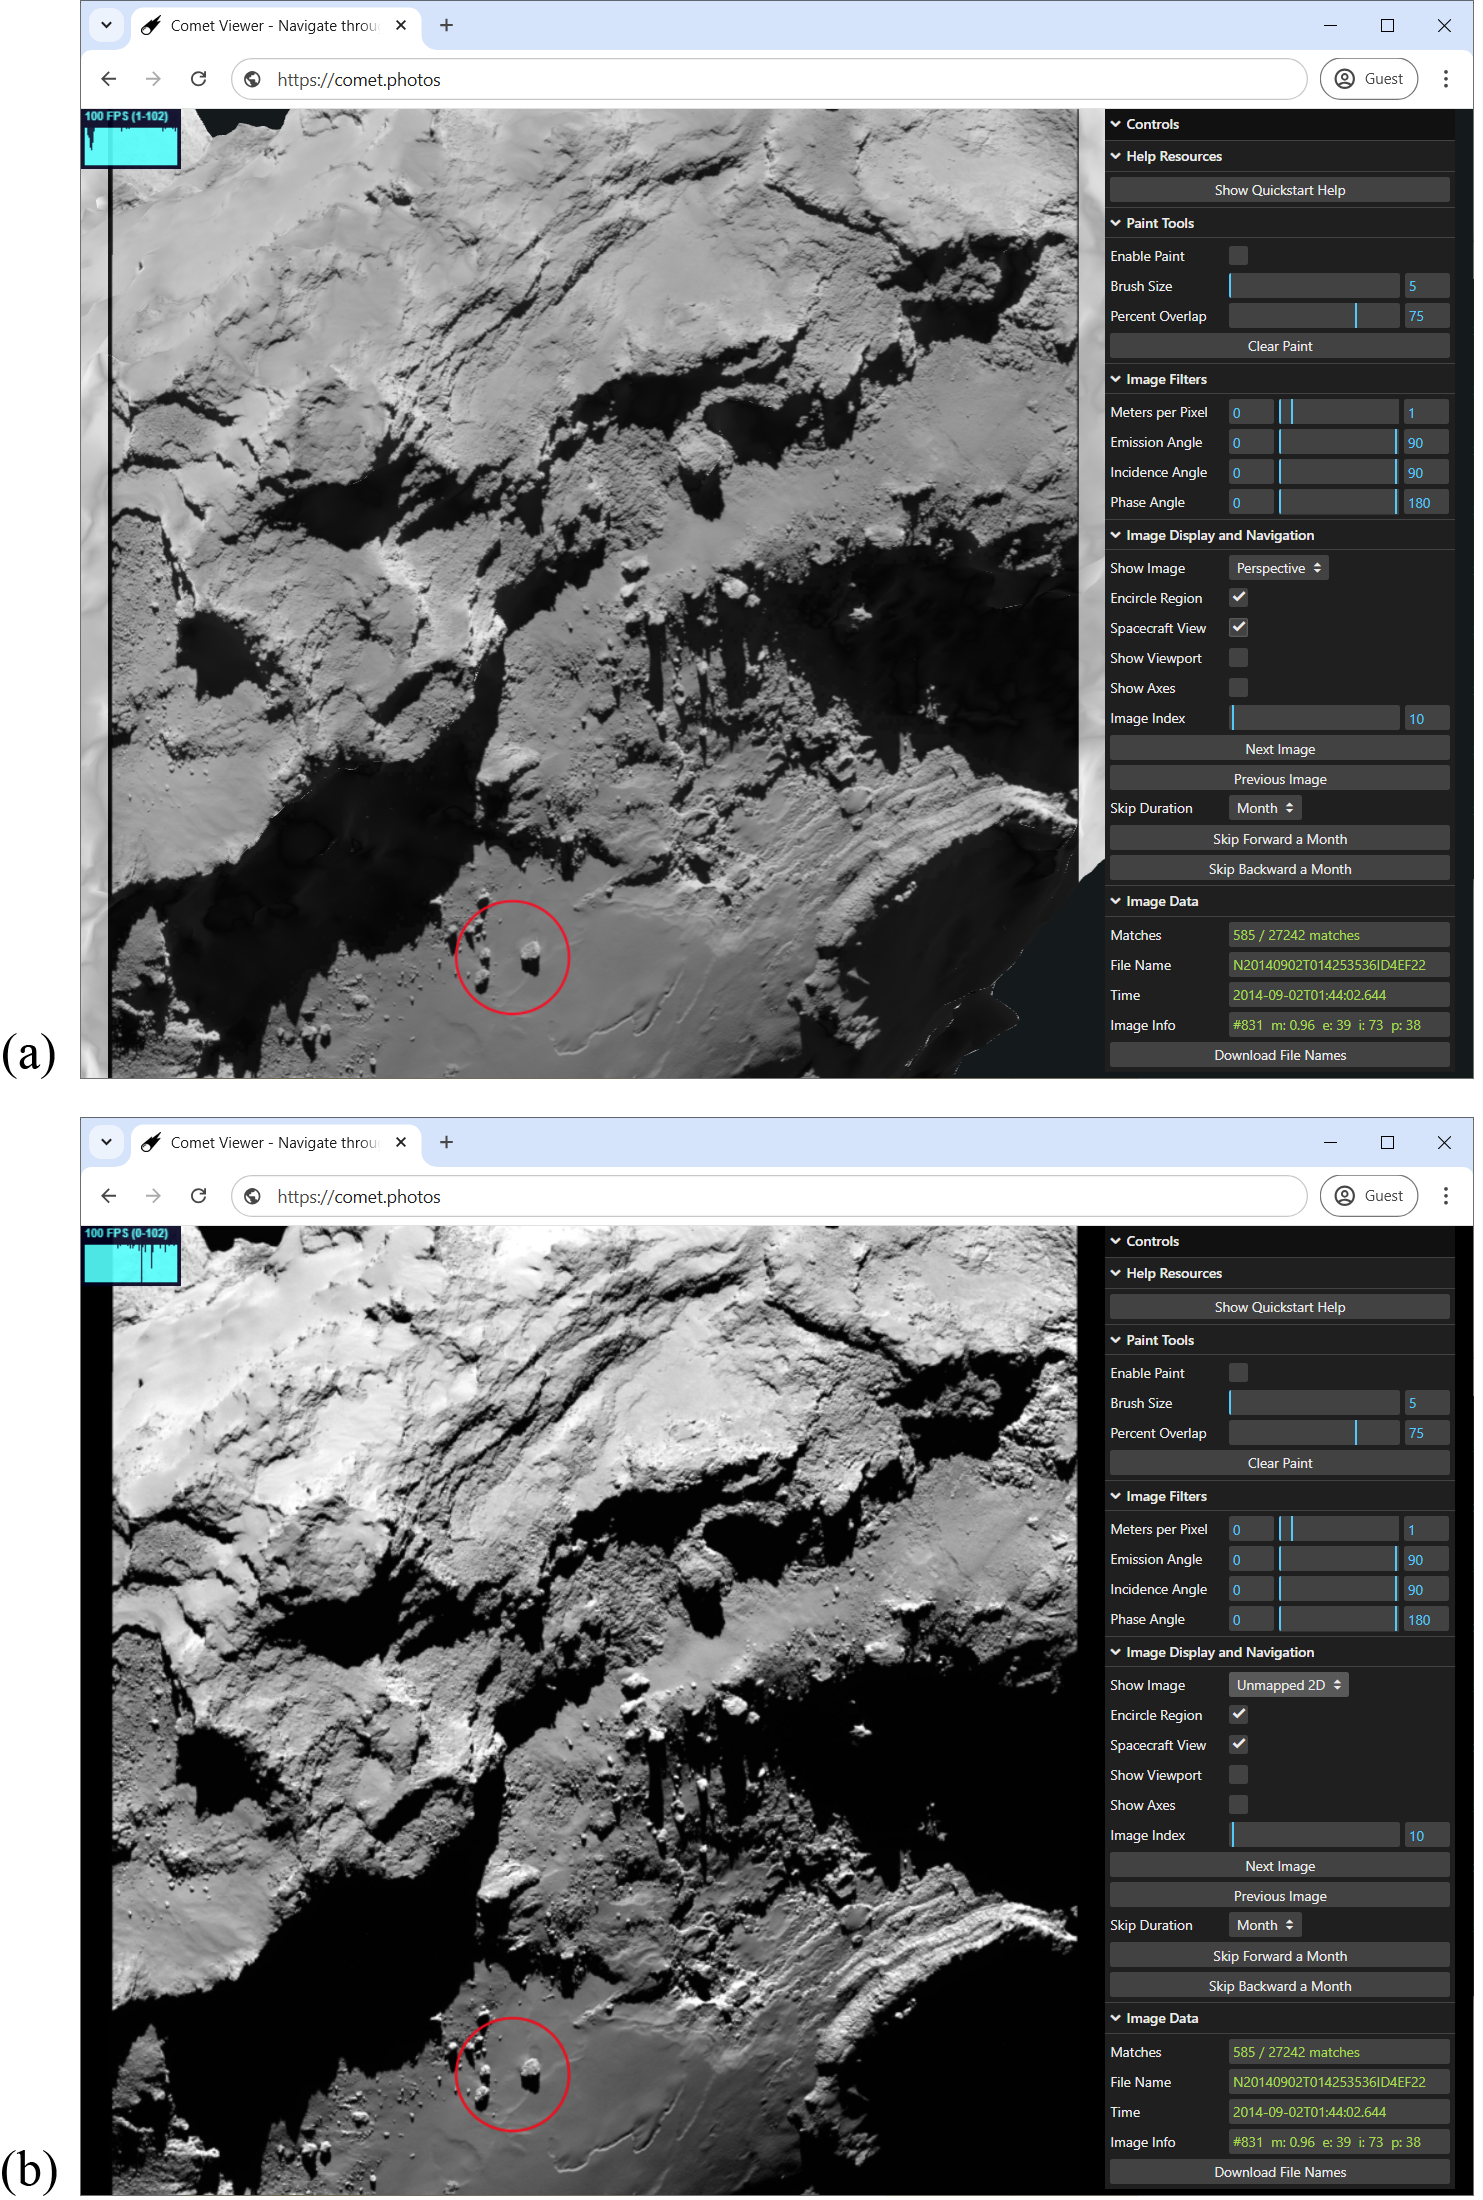 Comet Viewer - Navigate throu
https://comet.photos
Guest
100 FPS (1-102)
Controls
Help Resources
Show Quickstart Help
Paint Tools
Enable Paint
Brush Size 5
Percent Overlap 75
Clear Paint
Image Filters
Meters per Pixel 0 1
Emission Angle 0 90
Incidence Angle 0 90
Phase Angle 0 180
Image Display and Navigation
Show Image Perspective
Encircle Region
Spacecraft View
Show Viewport
Show Axes
Image Index 10
Next Image
Previous Image
Skip Duration Month
Skip Forward a Month
Skip Backward a Month
Image Data
Matches 585 / 27242 matches
File Name N20140902T014253536ID4EF22
Time 2014-09-02T01:44:02.644
Image Info #831 m: 0.96 e: 39 i: 73 p: 38
Download File Names
(a)
Comet Viewer - Navigate throu
https://comet.photos
Guest
100 FPS (0-102)
Controls
Help Resources
Show Quickstart Help
Paint Tools
Enable Paint
Brush Size 5
Percent Overlap 75
Clear Paint
Image Filters
Meters per Pixel 0 1
Emission Angle 0 90
Incidence Angle 0 90
Phase Angle 0 180
Image Display and Navigation
Show Image Unmapped 2D
Encircle Region
Spacecraft View
Show Viewport
Show Axes
Image Index 10
Next Image
Previous Image
Skip Duration Month
Skip Forward a Month
Skip Backward a Month
Image Data
Matches 585 / 27242 matches
File Name N20140902T014253536ID4EF22
Time 2014-09-02T01:44:02.644
Image Info #831 m: 0.96 e: 39 i: 73 p: 38
Download File Names
(b)